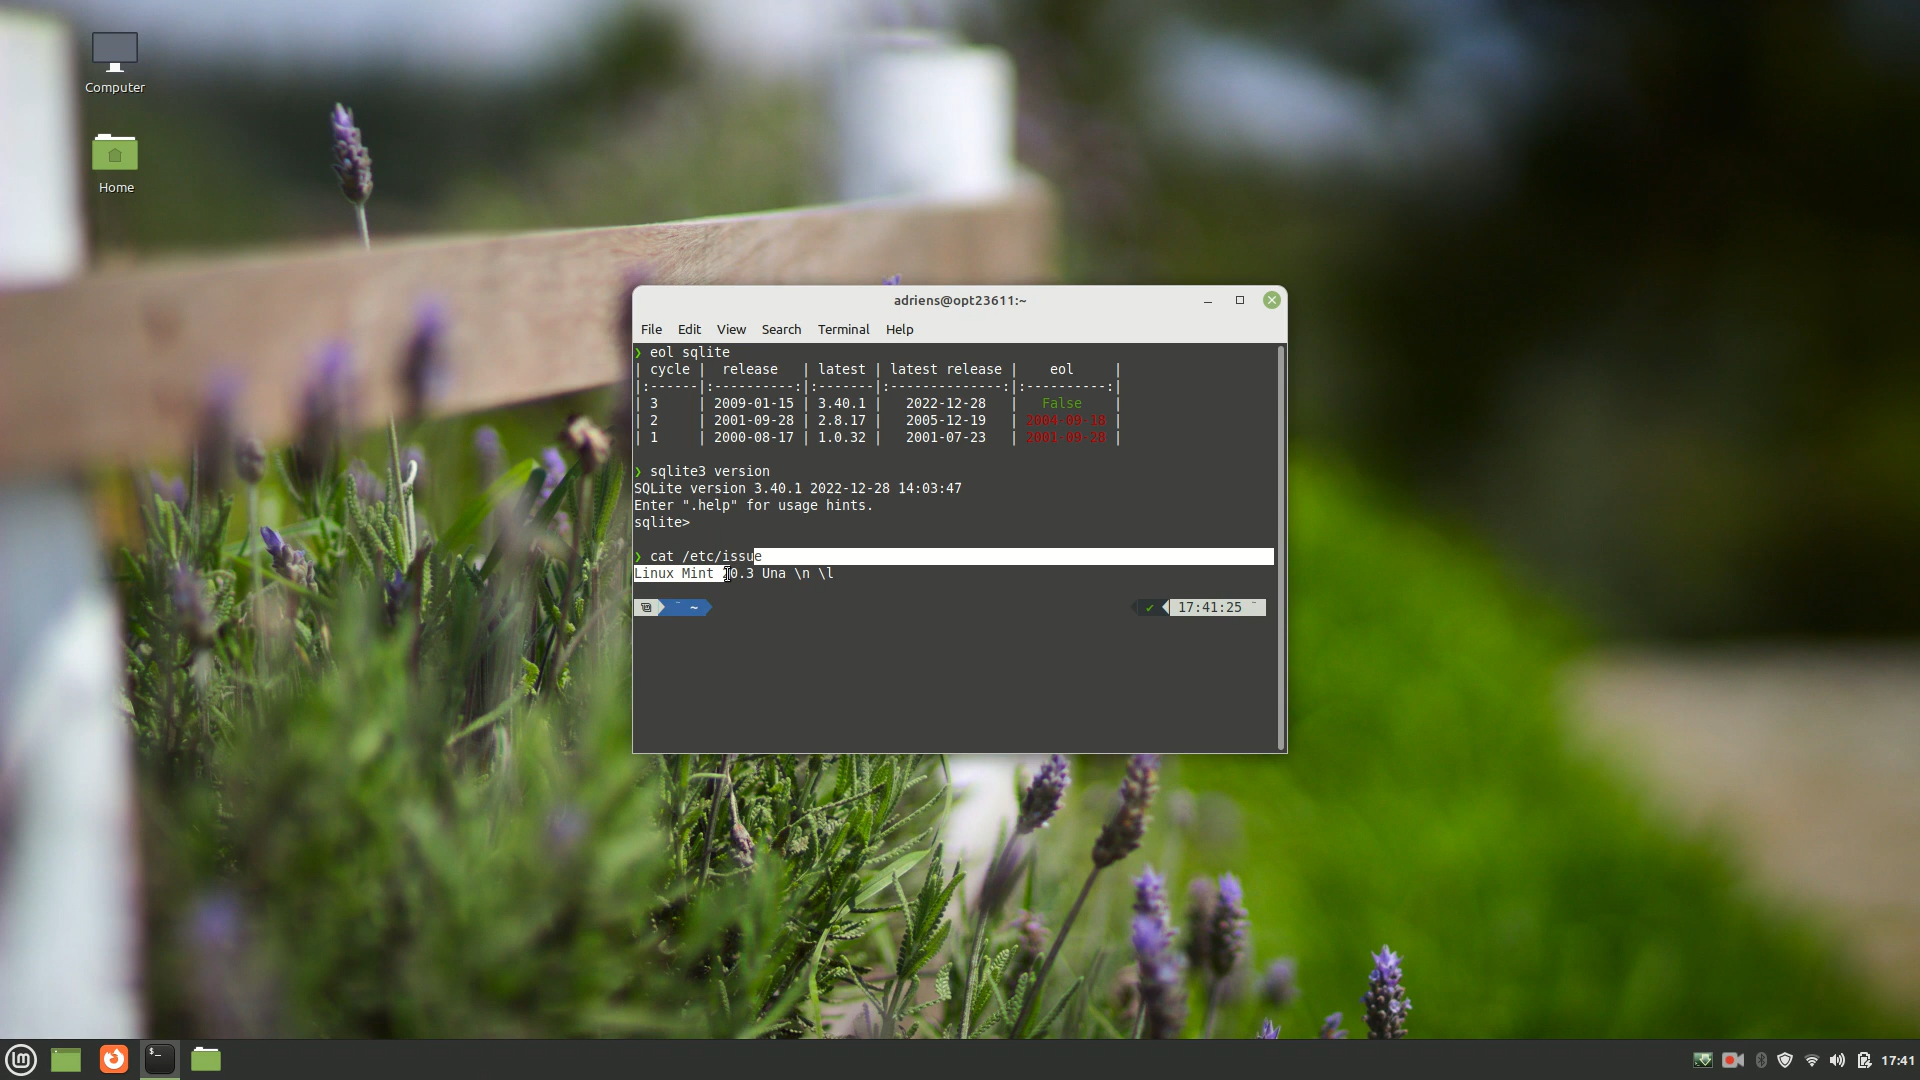 Computer
Home
adriens@opt23611:~
File Edit View Search Terminal Help
❯ eol sqlite
| cycle |  release   | latest | latest release |    eol     |
|:------|:----------:|:-------|:--------------:|:----------:|
| 3     | 2009-01-15 | 3.40.1 |   2022-12-28   |   False    |
| 2     | 2001-09-28 | 2.8.17 |   2005-12-19   | 2004-09-18 |
| 1     | 2000-08-17 | 1.0.32 |   2001-07-23   | 2001-09-28 |
❯ sqlite3 version
SQLite version 3.40.1 2022-12-28 14:03:47
Enter ".help" for usage hints.
sqlite>
❯ cat /etc/issue
Linux Mint 20.3 Una \n \l
~ ✔ 17:41:25
17:41